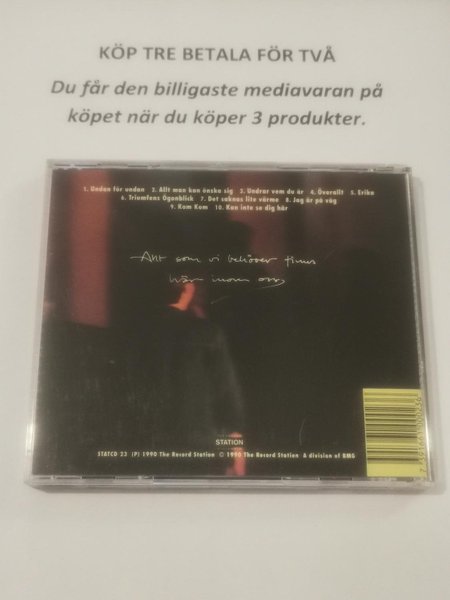 KÖP TRE BETALA FÖR TVÅ
Du får den billigaste mediavaran på
köpet när du köper 3 produkter.
1. Undan för undan 2. Allt man kan önska sig 3. Undrar vem du är 4. Överallt 5. Erika
6. Triumfens Ögonblick 7. Det saknas lite värme 8. Jag är på väg
9. Kom Kom 10. Kan inte se dig här
Allt som vi behöver finns
här inom oss
STATION
STATCD 23 (P) 1990 The Record Station © 1990 The Record Station A division of BMG